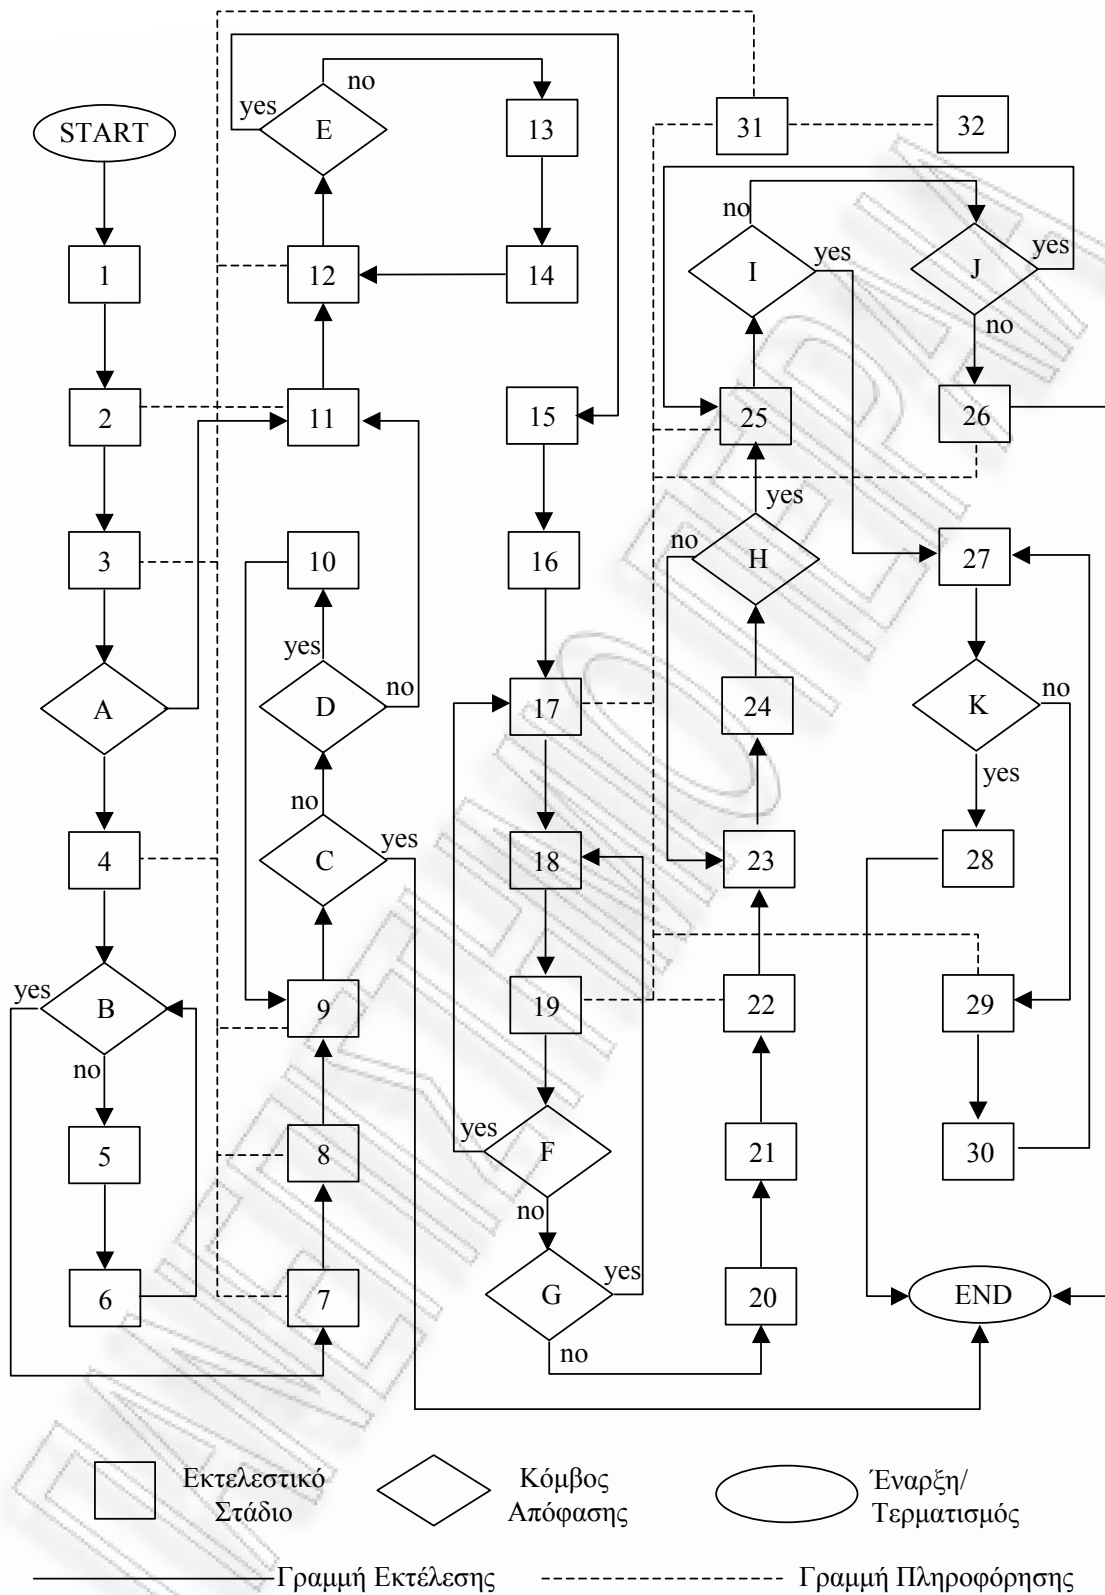 START
1
2
3
A
4
B
yes
no
5
6
E
yes
no
13
12
14
11
10
D
yes
no
C
no
yes
9
8
7
15
16
17
18
19
F
yes
no
G
yes
no
31
32
I
no
yes
J
yes
no
25
26
H
yes
no
24
23
22
21
20
27
K
no
yes
28
29
30
END
Εκτελεστικό
Στάδιο
Κόμβος
Απόφασης
Έναρξη/
Τερματισμός
Γραμμή Εκτέλεσης
Γραμμή Πληροφόρησης